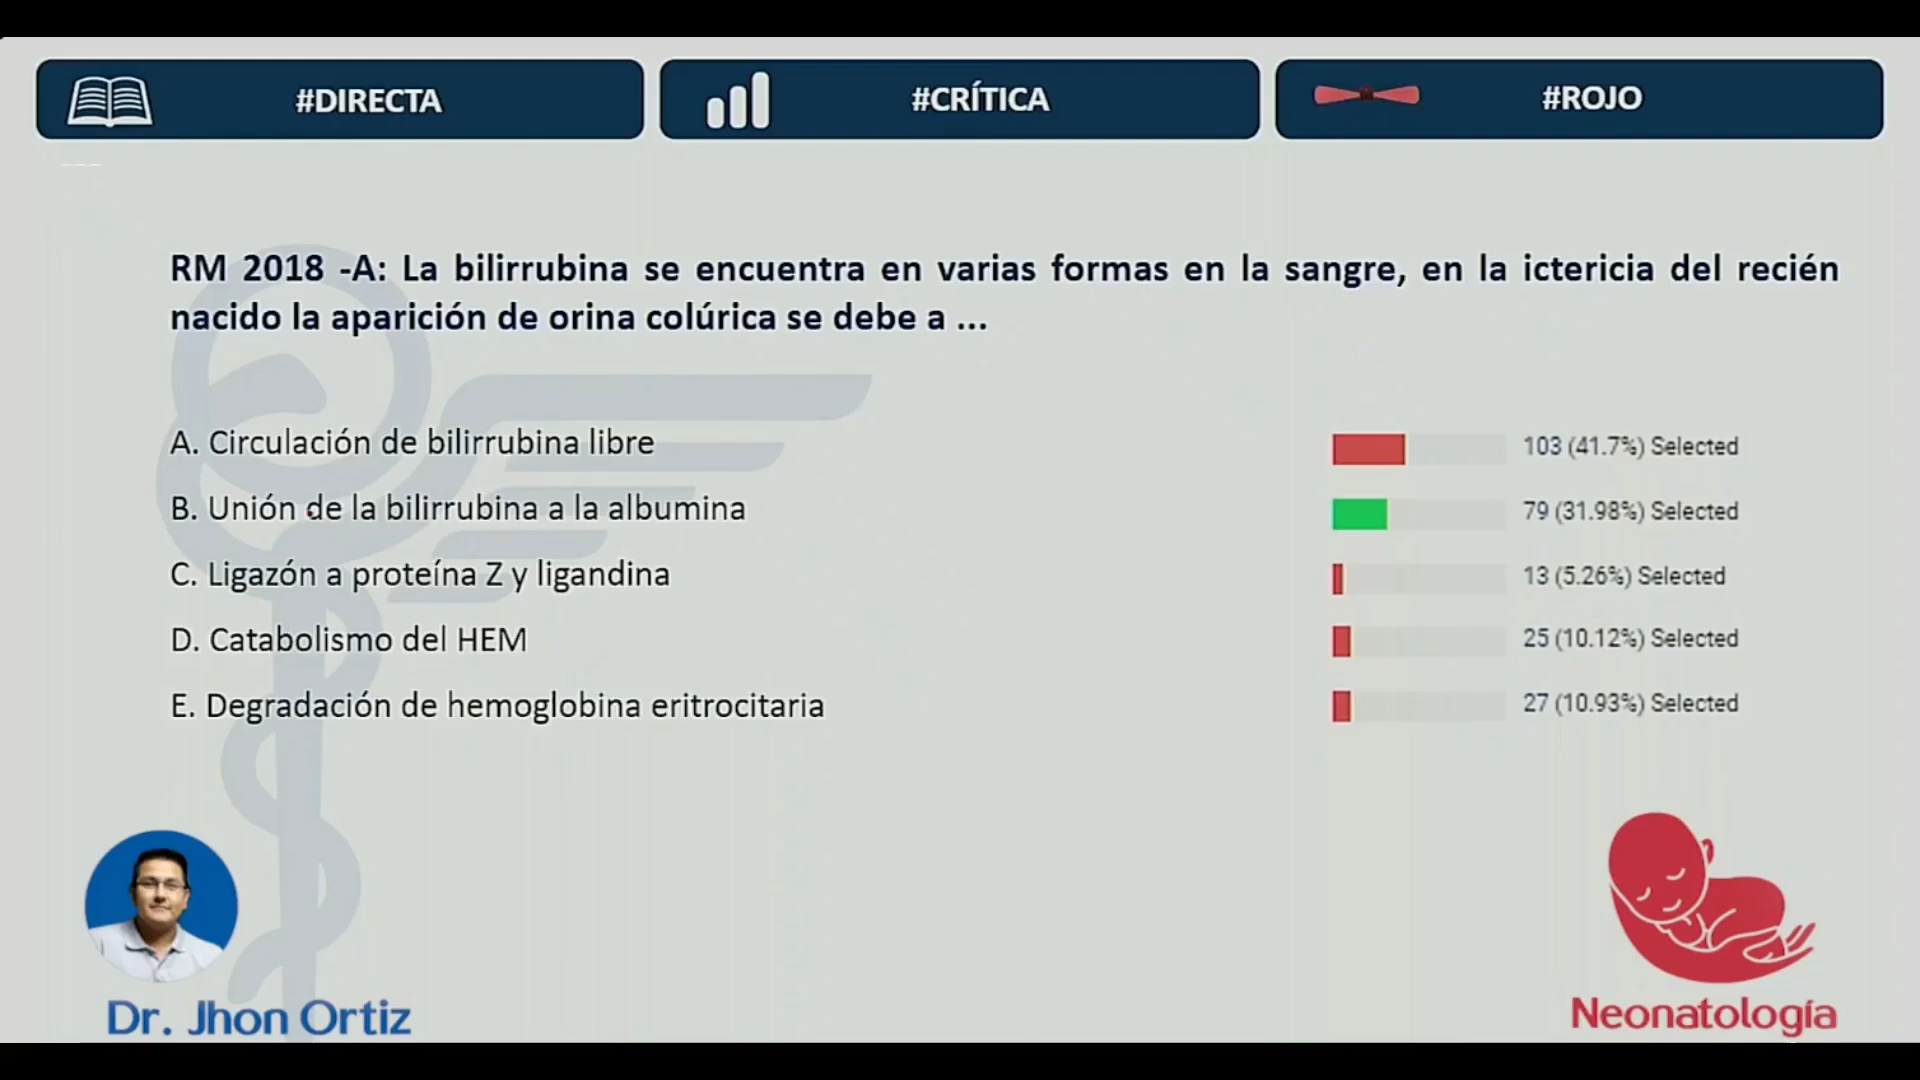 #DIRECTA
#CRÍTICA
#ROJO
RM 2018 -A: La bilirrubina se encuentra en varias formas en la sangre, en la ictericia del recién
nacido la aparición de orina colúrica se debe a ...
A. Circulación de bilirrubina libre
103 (41.7%) Selected
B. Unión de la bilirrubina a la albumina
79 (31.98%) Selected
C. Ligazón a proteína Z y ligandina
13 (5.26%) Selected
D. Catabolismo del HEM
25 (10.12%) Selected
E. Degradación de hemoglobina eritrocitaria
27 (10.93%) Selected
Dr. Jhon Ortiz
Neonatología